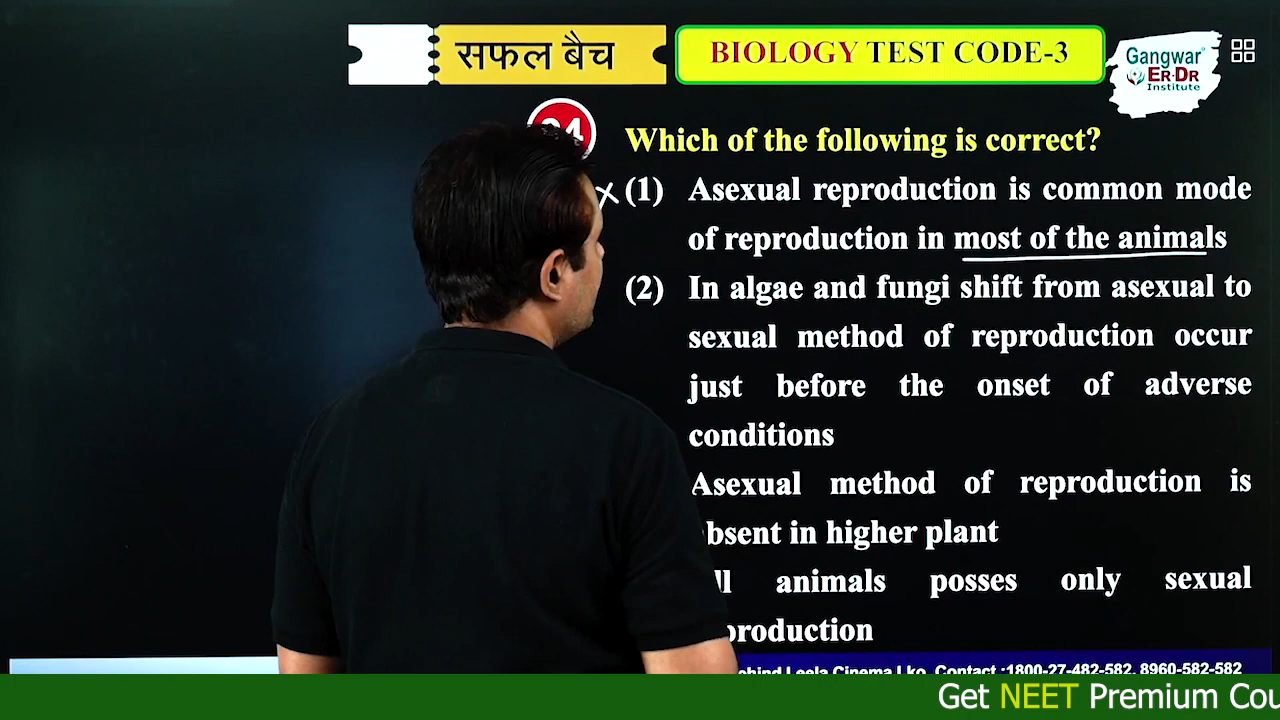 सफल बैच
BIOLOGY TEST CODE-3
Gangwar
ER-DR
Institute
Which of the following is correct?
(1) Asexual reproduction is common mode
of reproduction in most of the animals
(2) In algae and fungi shift from asexual to
sexual method of reproduction occur
just before the onset of adverse
conditions
Asexual method of reproduction is
bsent in higher plant
ll animals posses only sexual
production
Leela Cinema Lko. Contact :1800-27-482-582, 8960-582-582
Get NEET Premium Cou